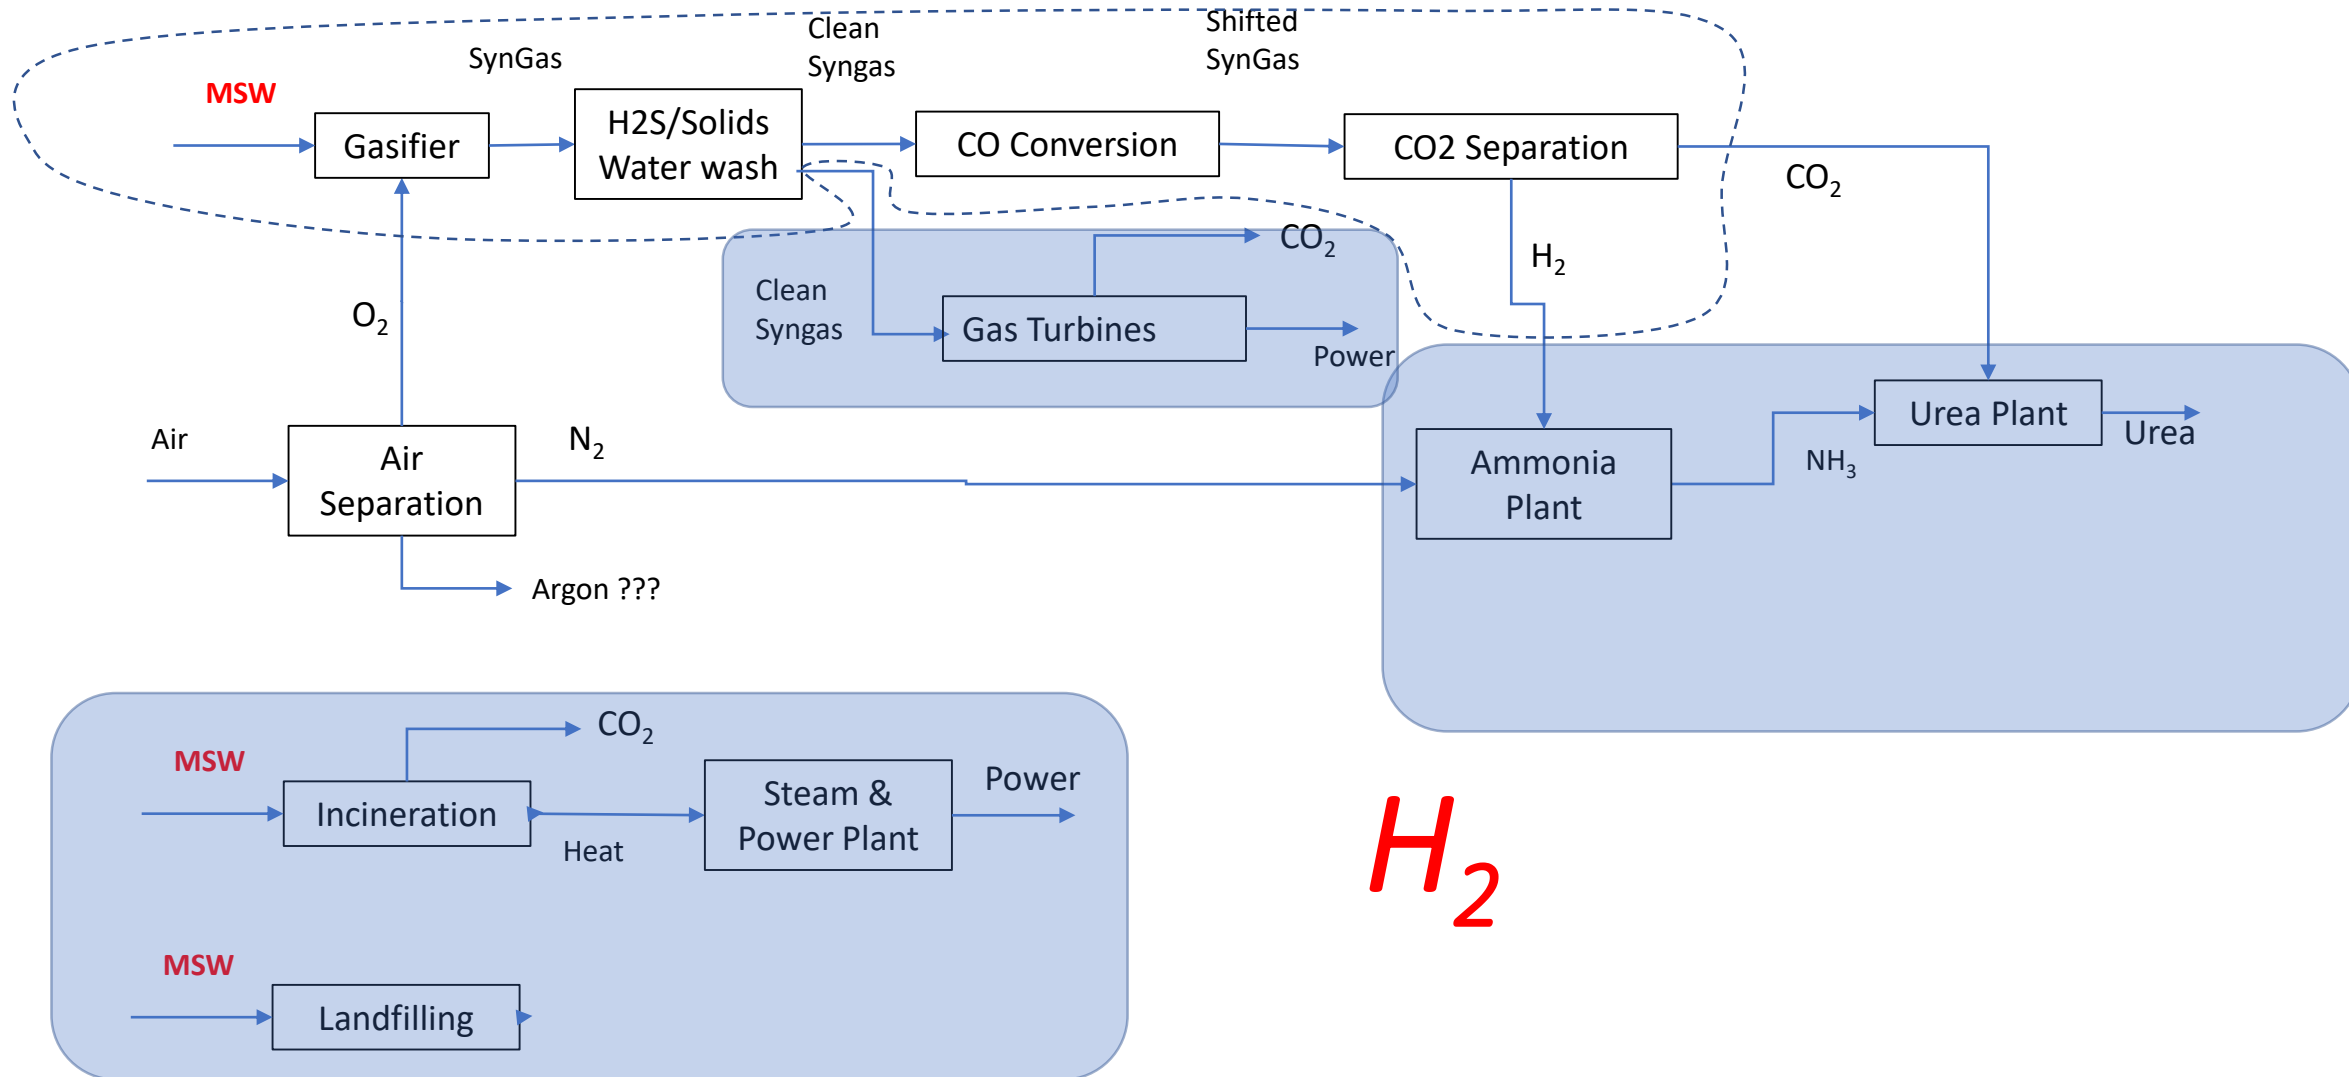 Clean
Syngas
Shifted
SynGas
SynGas
MSW
Gasifier
H2S/Solids
Water wash
CO Conversion
CO2 Separation
CO₂
CO₂
H₂
Clean
Syngas
Gas Turbines
Power
O₂
Air
Air
Separation
N₂
Argon ???
Ammonia
Plant
NH₃
Urea Plant
Urea
CO₂
MSW
Incineration
Heat
Steam &
Power Plant
Power
H₂
MSW
Landfilling